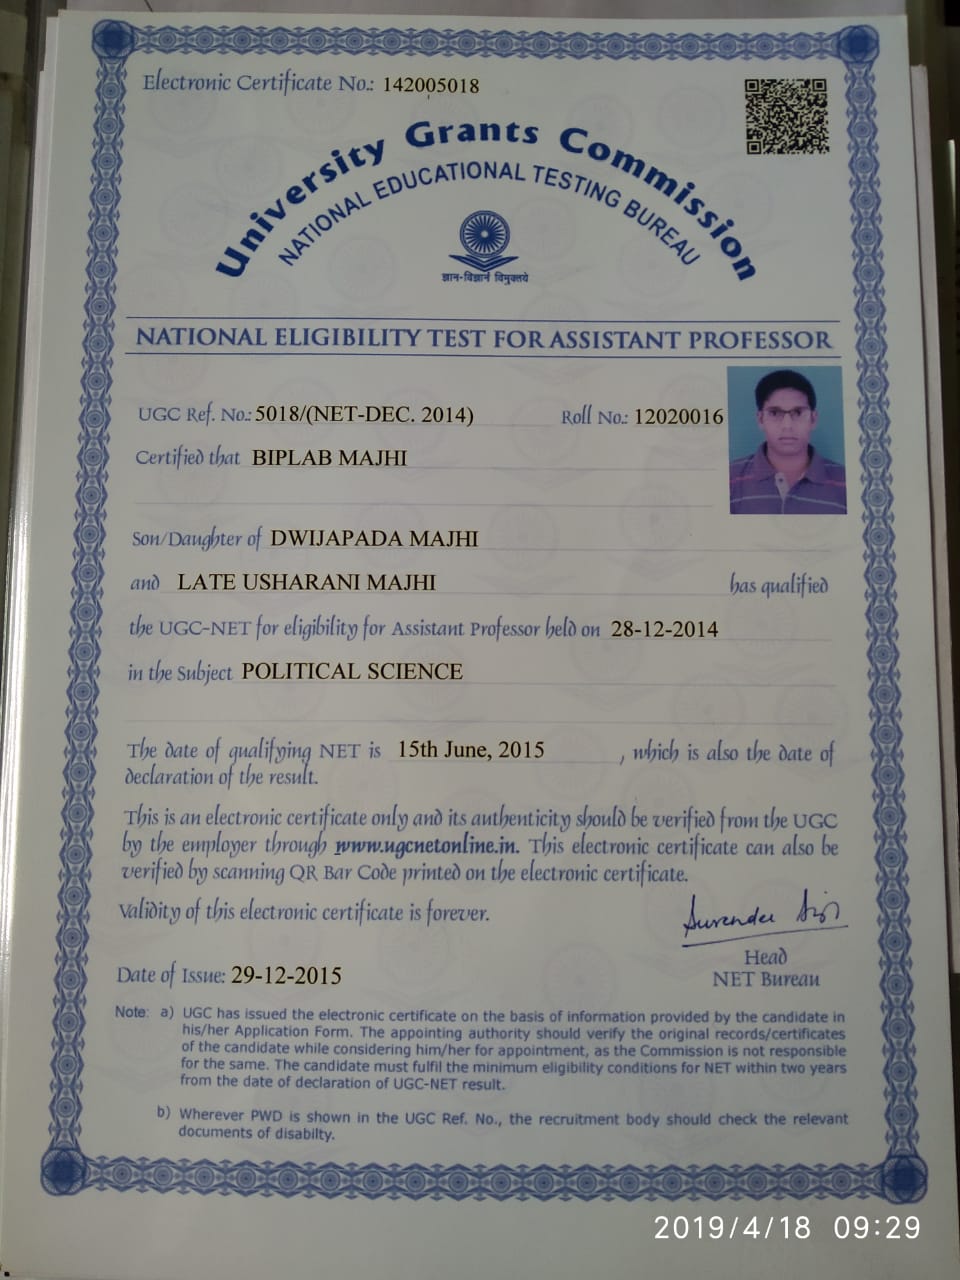 Electronic Certificate No.: 142005018
University Grants Commission
NATIONAL EDUCATIONAL TESTING BUREAU
ज्ञान-विज्ञानं विमुक्तये
NATIONAL ELIGIBILITY TEST FOR ASSISTANT PROFESSOR
UGC Ref. No.: 5018/(NET-DEC. 2014) Roll No.: 12020016
Certified that BIPLAB MAJHI
Son/Daughter of DWIJAPADA MAJHI
and LATE USHARANI MAJHI has qualified
the UGC-NET for eligibility for Assistant Professor held on 28-12-2014
in the Subject POLITICAL SCIENCE
The date of qualifying NET is 15th June, 2015 , which is also the date of
declaration of the result.
This is an electronic certificate only and its authenticity should be verified from the UGC
by the employer through www.ugcnetonline.in. This electronic certificate can also be
verified by scanning QR Bar Code printed on the electronic certificate.
Validity of this electronic certificate is forever.
Head
Date of Issue: 29-12-2015 NET Bureau
Note: a) UGC has issued the electronic certificate on the basis of information provided by the candidate in
his/her Application Form. The appointing authority should verify the original records/certificates
of the candidate while considering him/her for appointment, as the Commission is not responsible
for the same. The candidate must fulfil the minimum eligibility conditions for NET within two years
from the date of declaration of UGC-NET result.
b) Wherever PWD is shown in the UGC Ref. No., the recruitment body should check the relevant
documents of disabilty.
2019/4/18 09:29